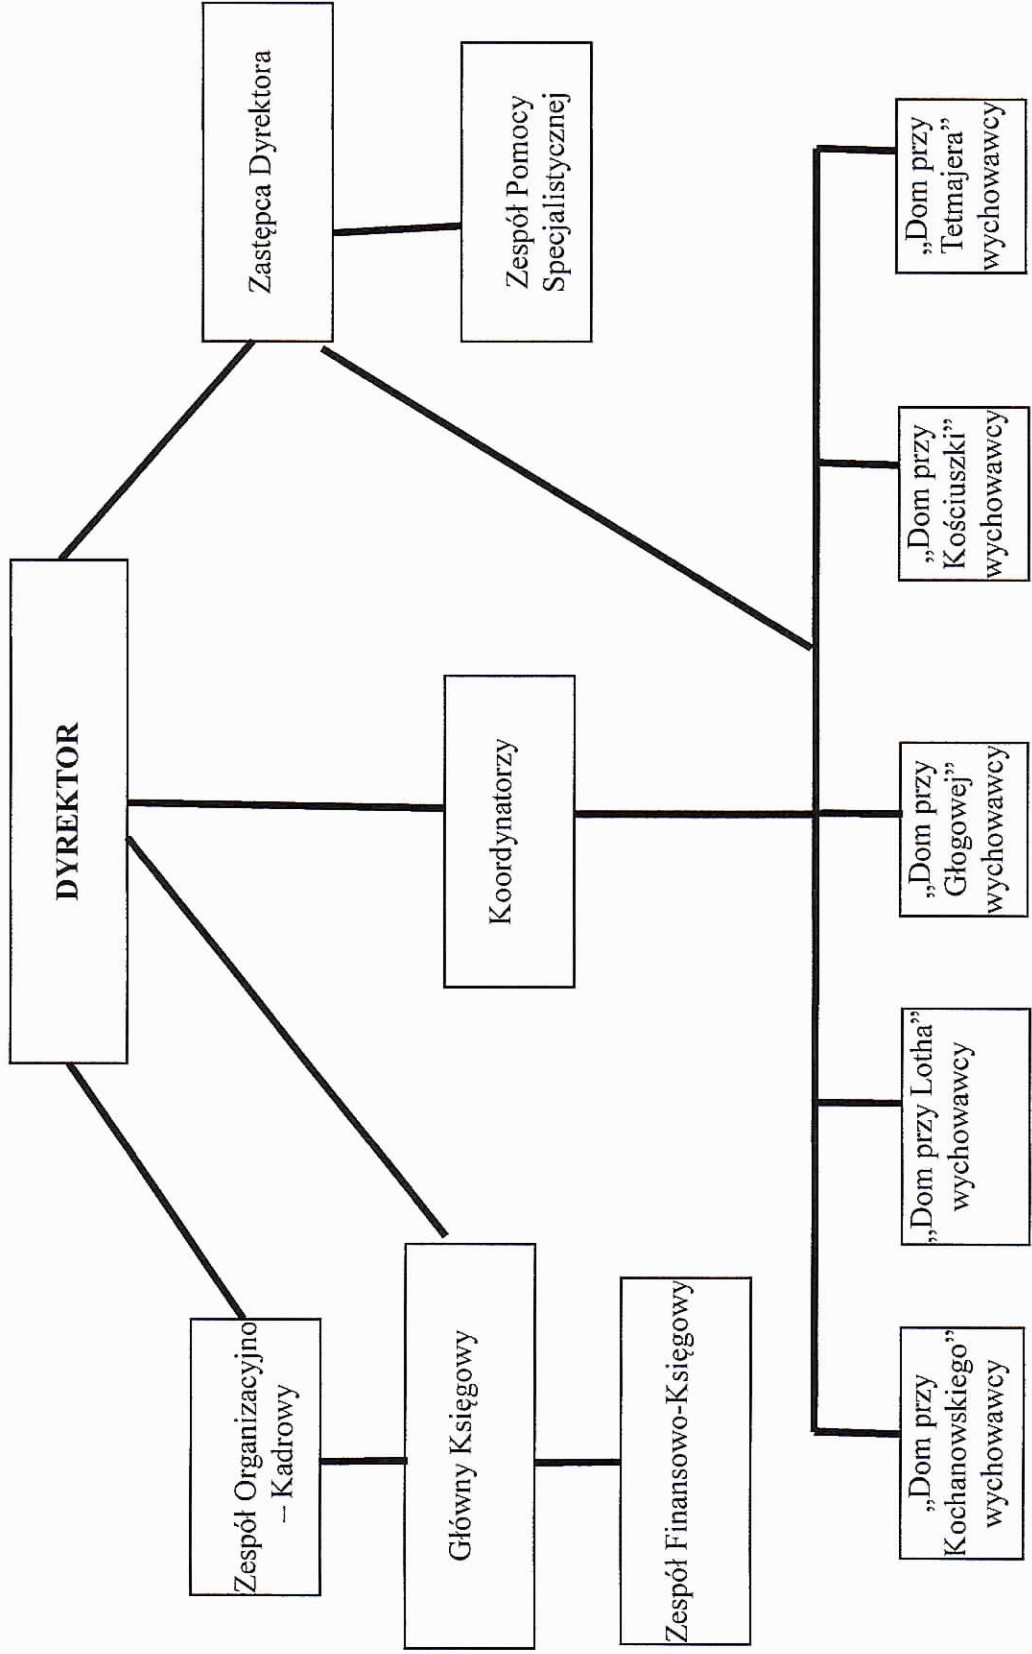 DYREKTOR
Zespół Organizacyjno
– Kadrowy
Zastępca Dyrektora
Główny Księgowy
Koordynatorzy
Zespół Pomocy
Specjalistycznej
Zespół Finansowo-Księgowy
„Dom przy
Kochanowskiego”
wychowawcy
„Dom przy Lotha”
wychowawcy
„Dom przy
Głogowej”
wychowawcy
„Dom przy
Kościuszki”
wychowawcy
„Dom przy
Tetmajera”
wychowawcy